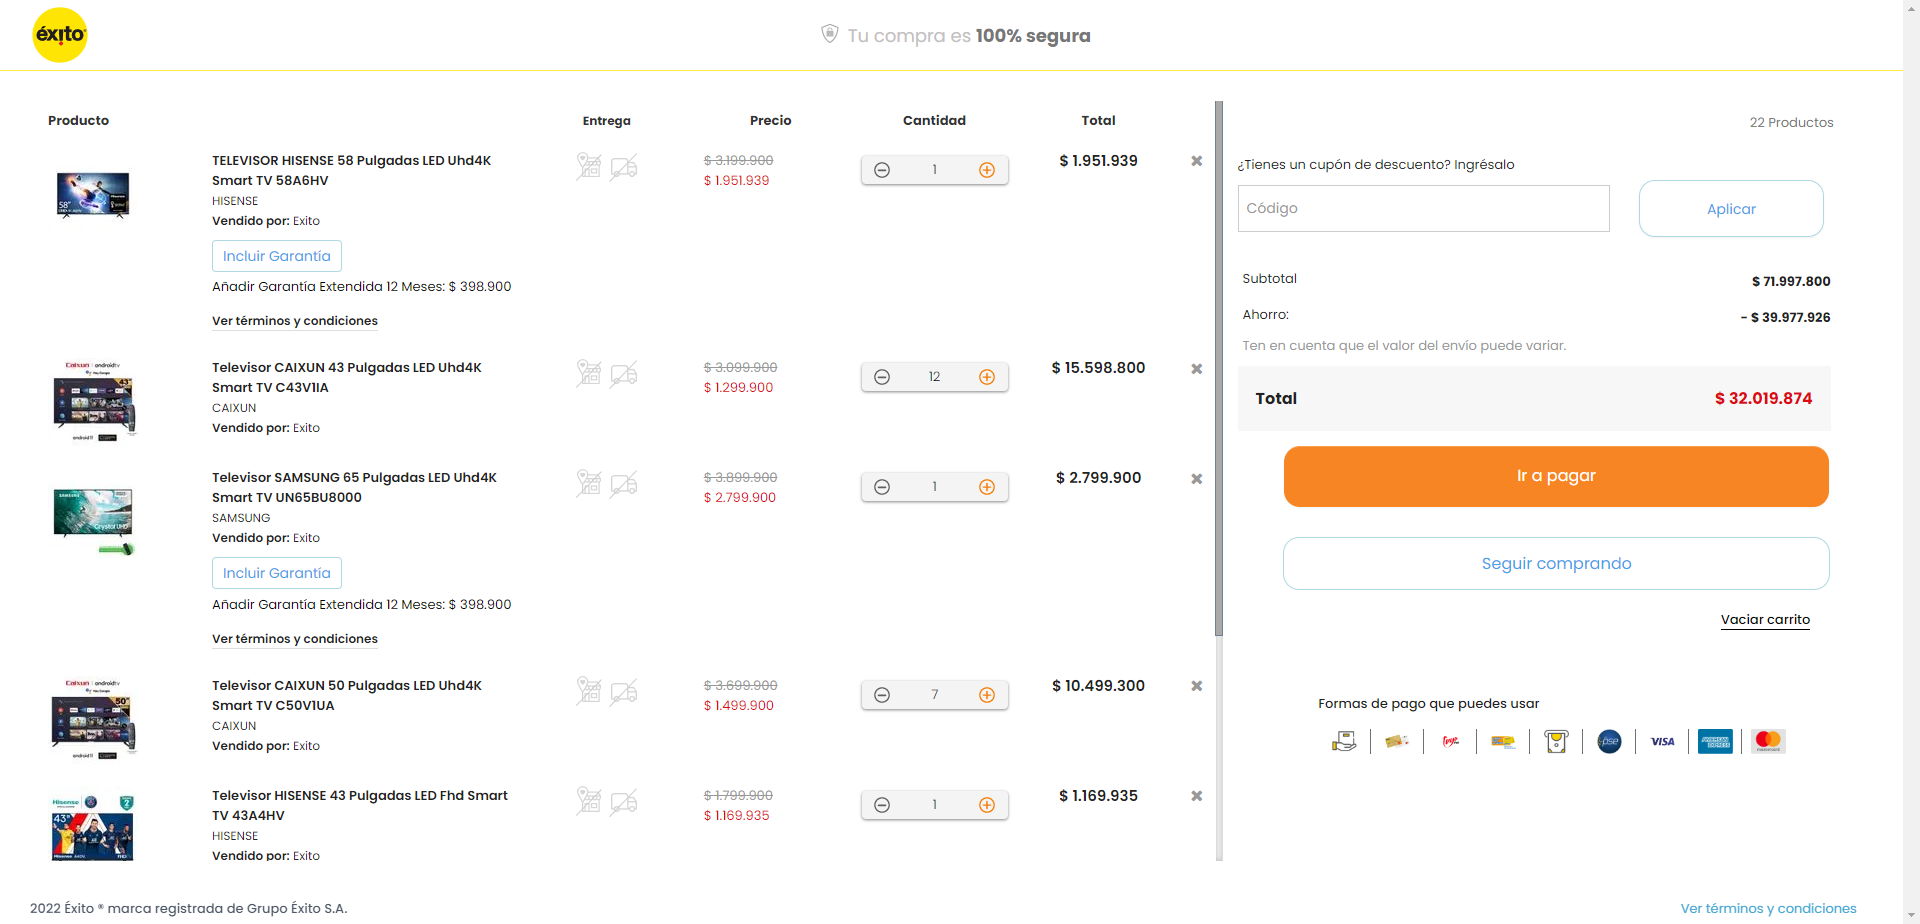 éxito
Tu compra es 100% segura
Producto
Entrega
Precio
Cantidad
Total
TELEVISOR HISENSE 58 Pulgadas LED Uhd4K
Smart TV 58A6HV
HISENSE
Vendido por: Exito
$ 3.199.900
$ 1.951.939
1
$ 1.951.939
Incluir Garantía
Añadir Garantía Extendida 12 Meses: $ 398.900
Ver términos y condiciones
Televisor CAIXUN 43 Pulgadas LED Uhd4K
Smart TV C43V1IA
CAIXUN
Vendido por: Exito
$ 3.099.900
$ 1.299.900
12
$ 15.598.800
Televisor SAMSUNG 65 Pulgadas LED Uhd4K
Smart TV UN65BU8000
SAMSUNG
Vendido por: Exito
$ 3.899.900
$ 2.799.900
1
$ 2.799.900
Incluir Garantía
Añadir Garantía Extendida 12 Meses: $ 398.900
Ver términos y condiciones
Televisor CAIXUN 50 Pulgadas LED Uhd4K
Smart TV C50V1UA
CAIXUN
Vendido por: Exito
$ 3.699.900
$ 1.499.900
7
$ 10.499.300
Televisor HISENSE 43 Pulgadas LED Fhd Smart
TV 43A4HV
HISENSE
Vendido por: Exito
$ 1.799.900
$ 1.169.935
1
$ 1.169.935
22 Productos
¿Tienes un cupón de descuento? Ingrésalo
Código
Aplicar
Subtotal
$ 71.997.800
Ahorro:
- $ 39.977.926
Ten en cuenta que el valor del envío puede variar.
Total
$ 32.019.874
Ir a pagar
Seguir comprando
Vaciar carrito
Formas de pago que puedes usar
pse
VISA
AMERICAN EXPRESS
2022 Éxito ® marca registrada de Grupo Éxito S.A.
Ver términos y condiciones